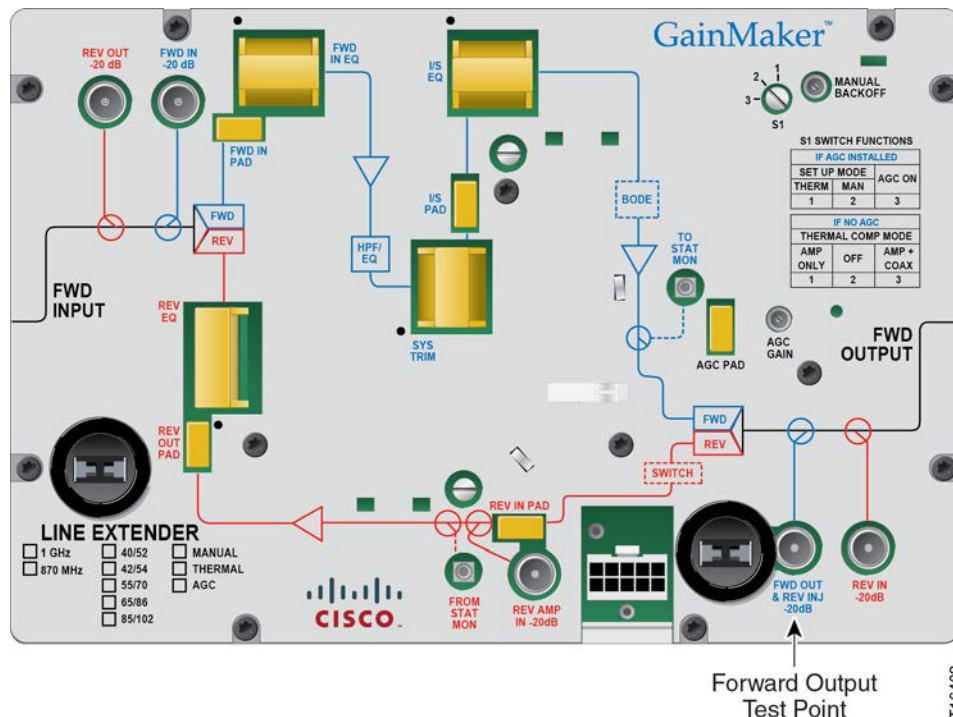 GainMaker™
REV OUT
-20 dB
FWD IN
-20 dB
FWD
IN EQ
I/S
EQ
1
2
3
S1
MANUAL
BACKOFF
FWD IN
PAD
I/S
PAD
S1 SWITCH FUNCTIONS
IF AGC INSTALLED
SET UP MODE
AGC ON
THERM
MAN
1
2
3
IF NO AGC
THERMAL COMP MODE
AMP
ONLY
OFF
AMP +
COAX
1
2
3
FWD
REV
BODE
HPF/
EQ
TO
STAT
MON
FWD
INPUT
REV
EQ
SYS
TRIM
AGC PAD
AGC
GAIN
FWD
OUTPUT
FWD
REV
REV
OUT
PAD
SWITCH
REV IN PAD
LINE EXTENDER
1 GHz
870 MHz
40/52
42/54
55/70
65/86
85/102
MANUAL
THERMAL
AGC
CISCO
FROM
STAT
MON
REV AMP
IN -20dB
FWD OUT
& REV INJ
-20dB
REV IN
-20dB
Forward Output
Test Point